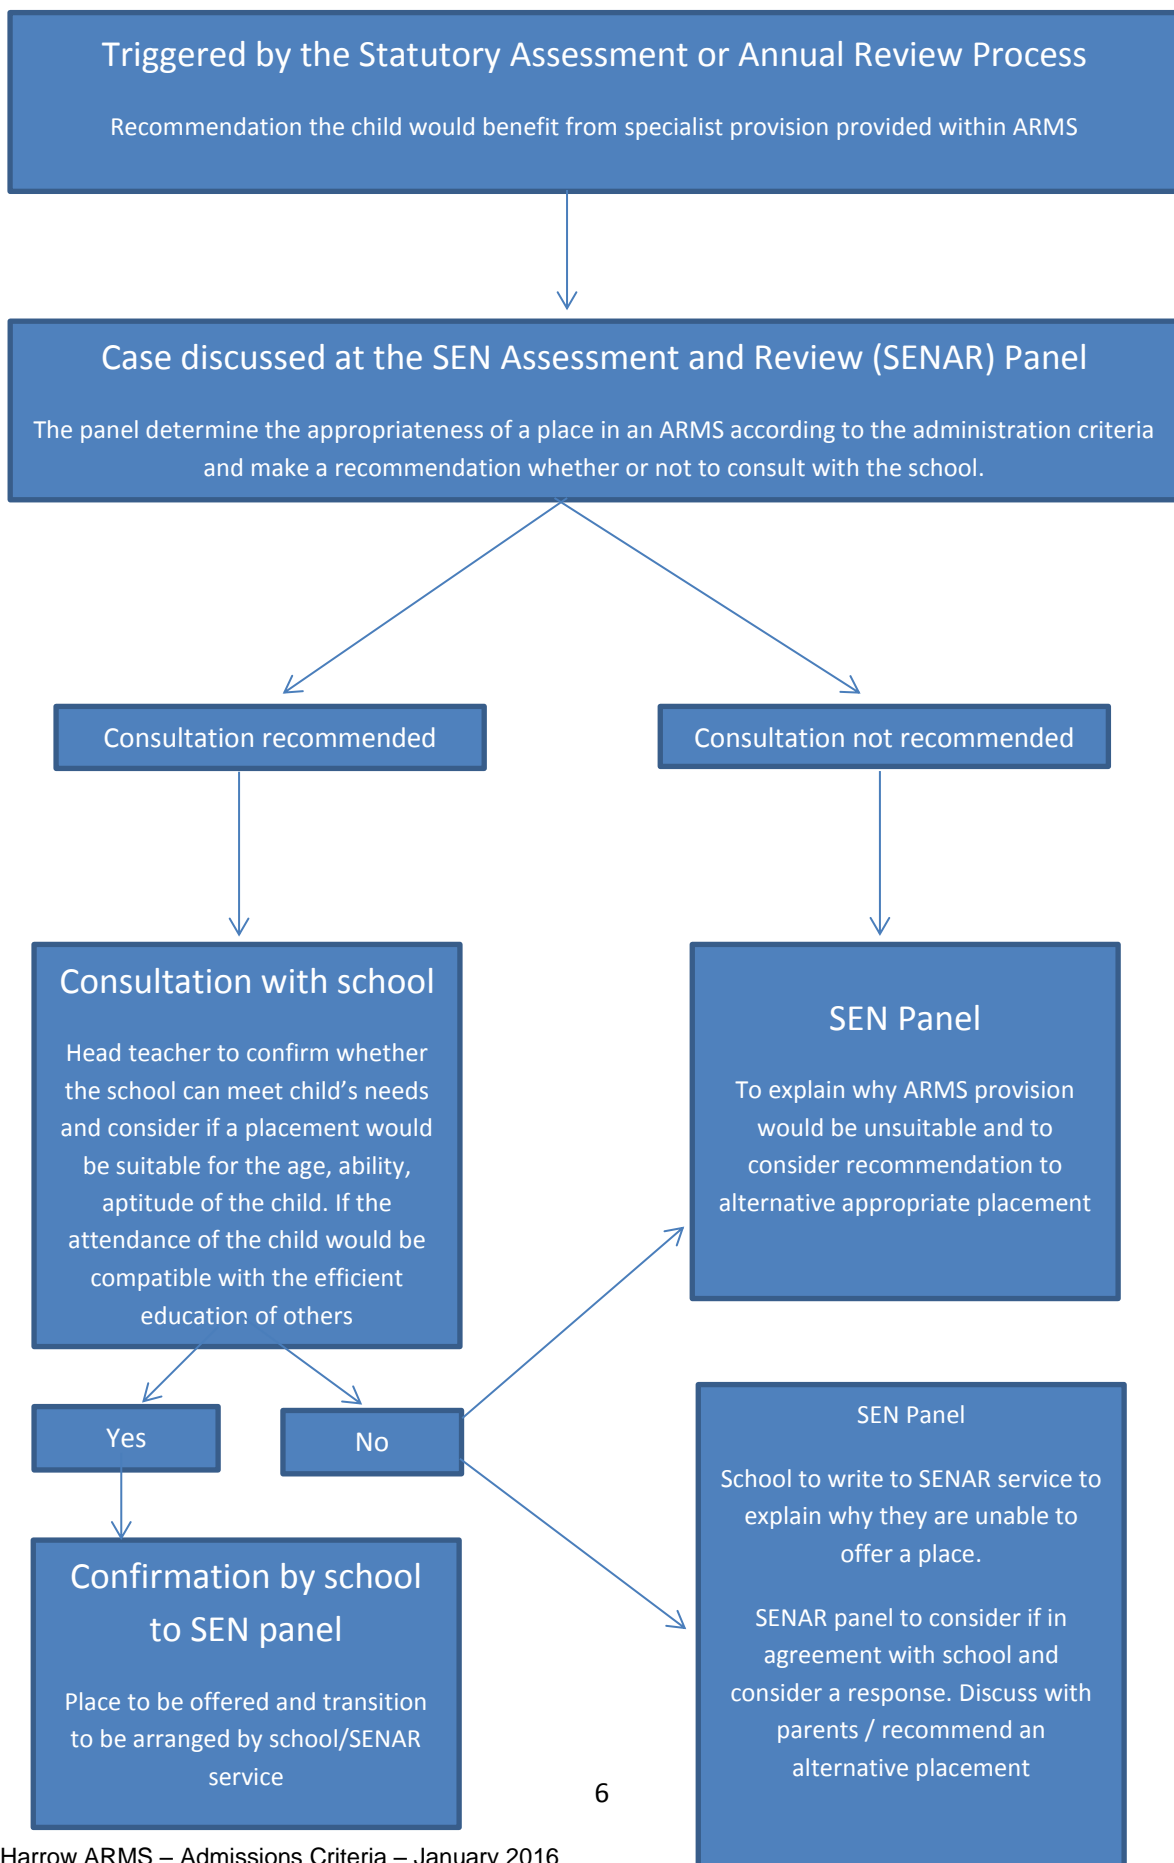 Triggered by the Statutory Assessment or Annual Review Process
Recommendation the child would benefit from specialist provision provided within ARMS
Case discussed at the SEN Assessment and Review (SENAR) Panel
The panel determine the appropriateness of a place in an ARMS according to the administration criteria
and make a recommendation whether or not to consult with the school.
Consultation recommended
Consultation not recommended
Consultation with school
Head teacher to confirm whether
the school can meet child’s needs
and consider if a placement would
be suitable for the age, ability,
aptitude of the child. If the
attendance of the child would be
compatible with the efficient
education of others
SEN Panel
To explain why ARMS provision
would be unsuitable and to
consider recommendation to
alternative appropriate placement
Yes
No
Confirmation by school
to SEN panel
Place to be offered and transition
to be arranged by school/SENAR
service
SEN Panel
School to write to SENAR service to
explain why they are unable to
offer a place.
SENAR panel to consider if in
agreement with school and
consider a response. Discuss with
parents / recommend an
alternative placement
6
Harrow ARMS – Admissions Criteria – January 2016